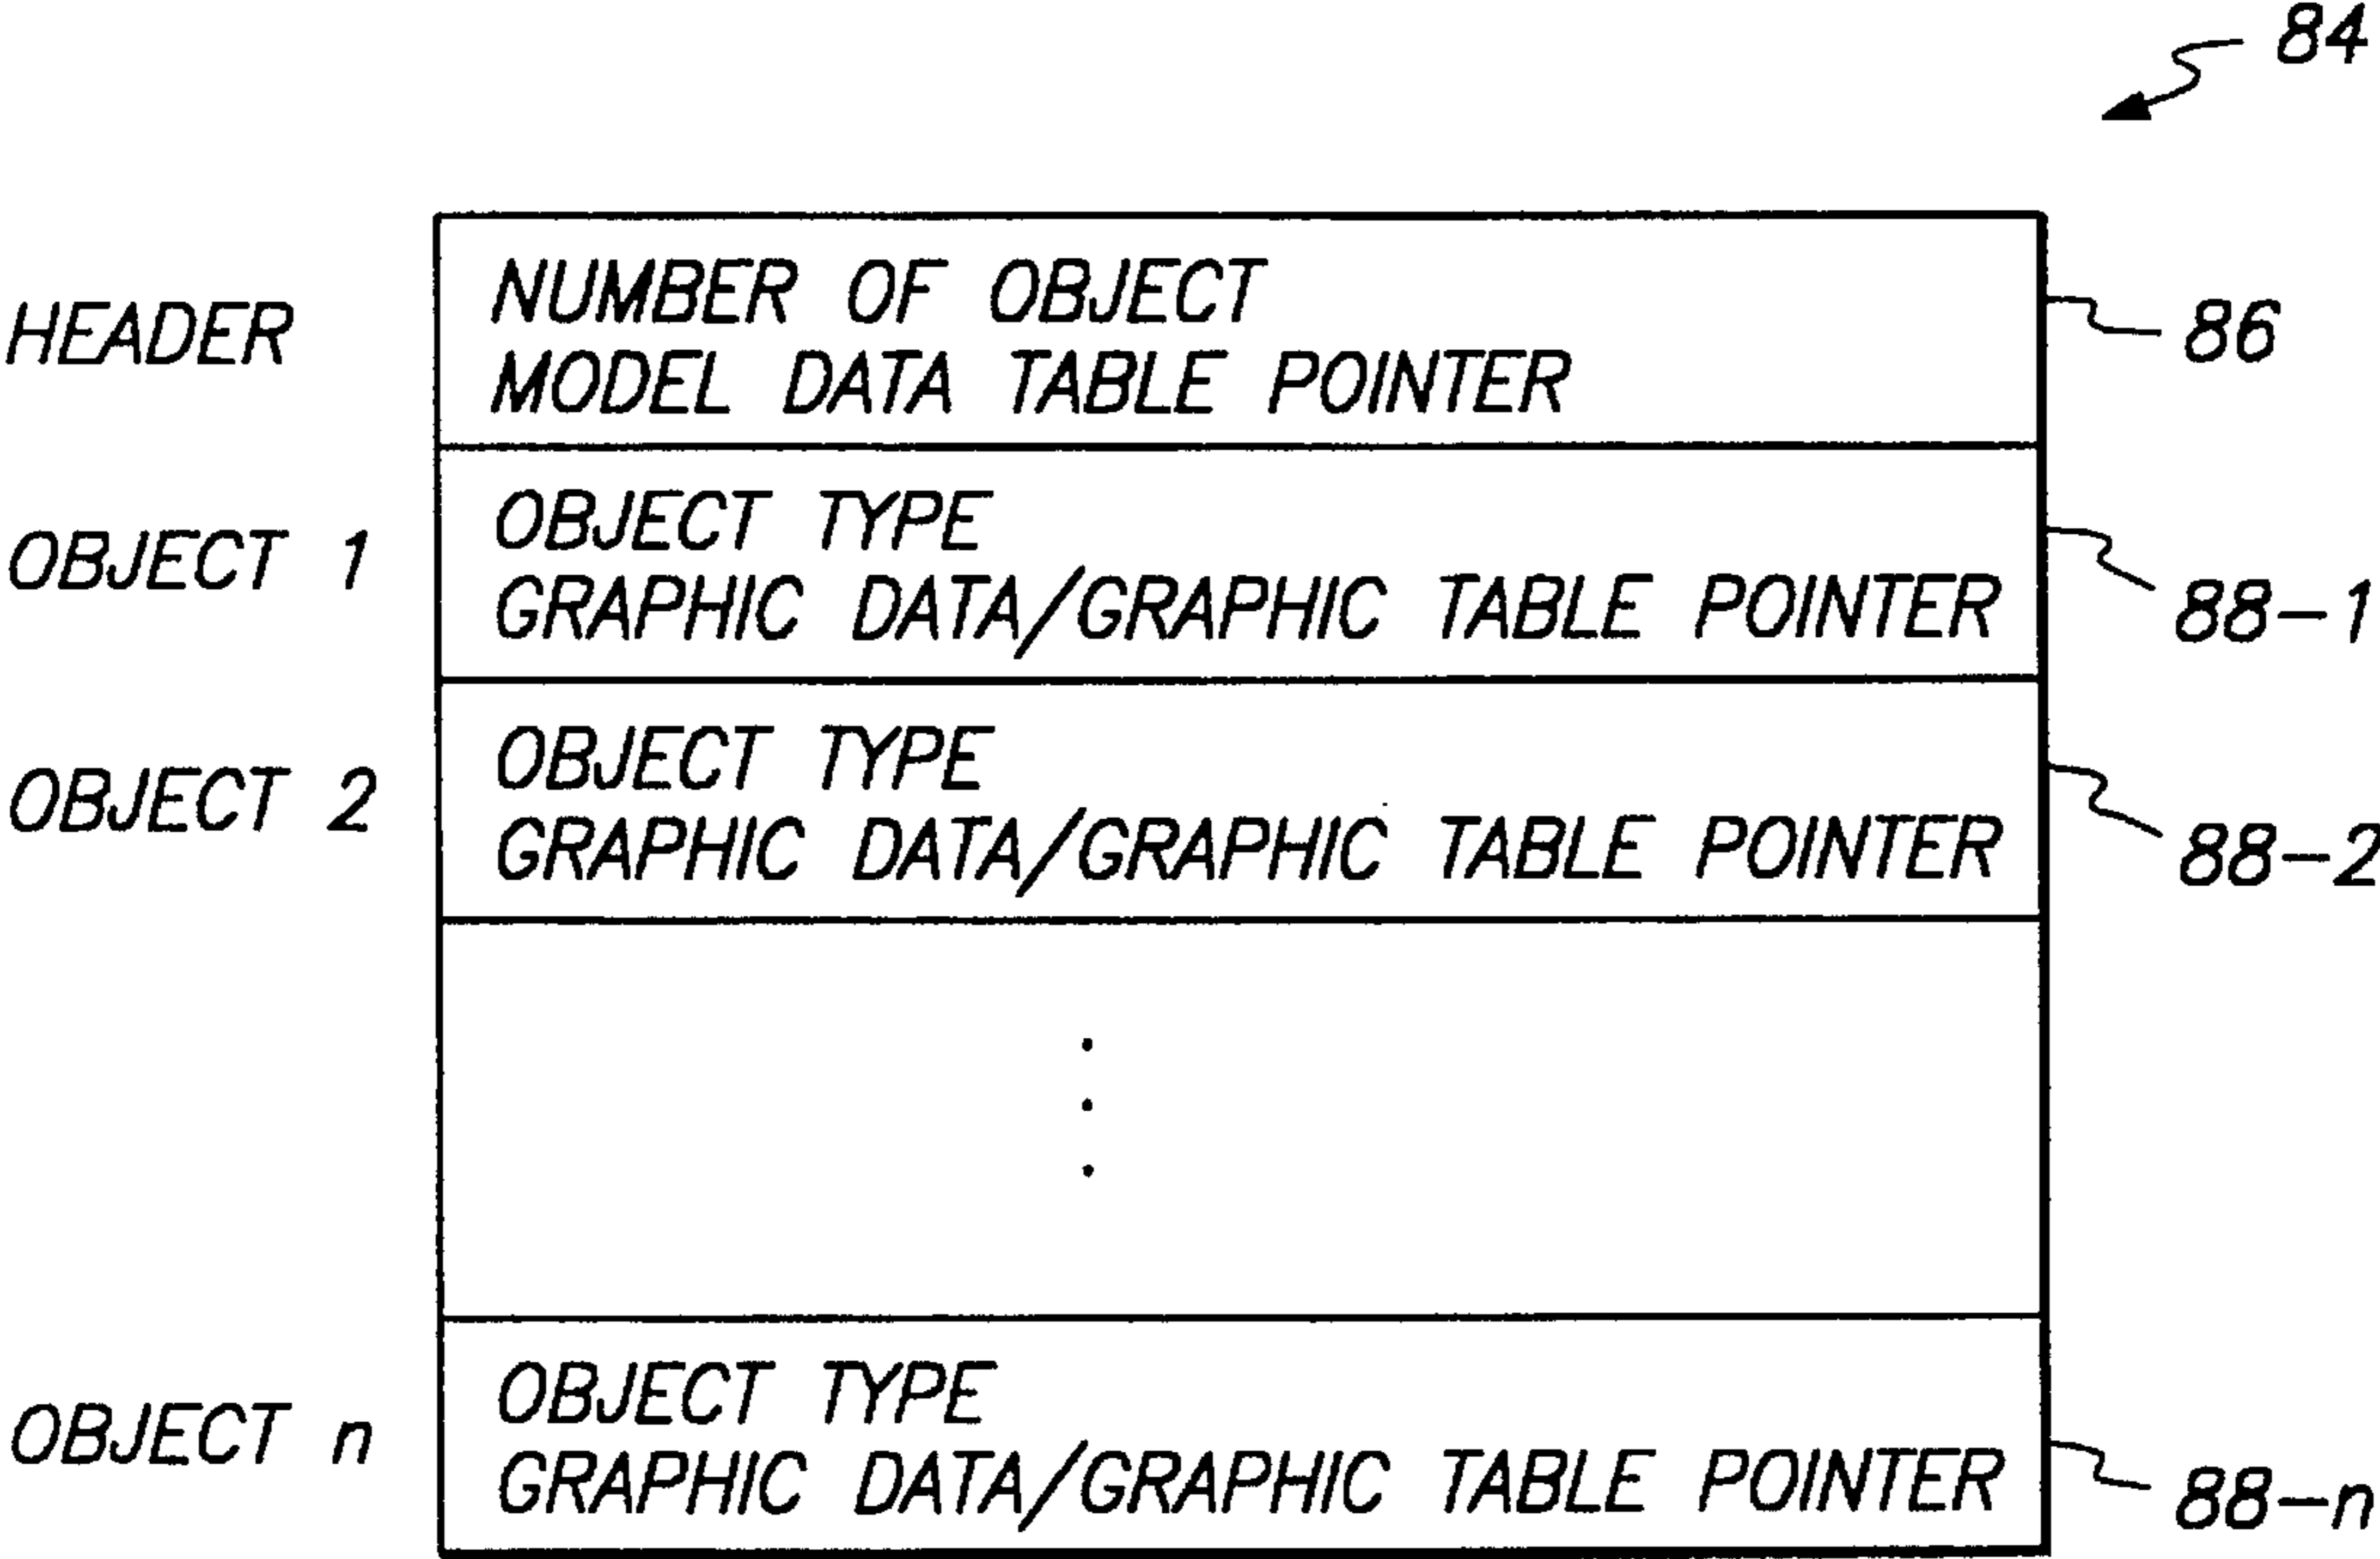 84
HEADER
NUMBER OF OBJECT
MODEL DATA TABLE POINTER
86
OBJECT 1
OBJECT TYPE
GRAPHIC DATA/GRAPHIC TABLE POINTER
88-1
OBJECT 2
OBJECT TYPE
GRAPHIC DATA/GRAPHIC TABLE POINTER
88-2
OBJECT n
OBJECT TYPE
GRAPHIC DATA/GRAPHIC TABLE POINTER
88-n